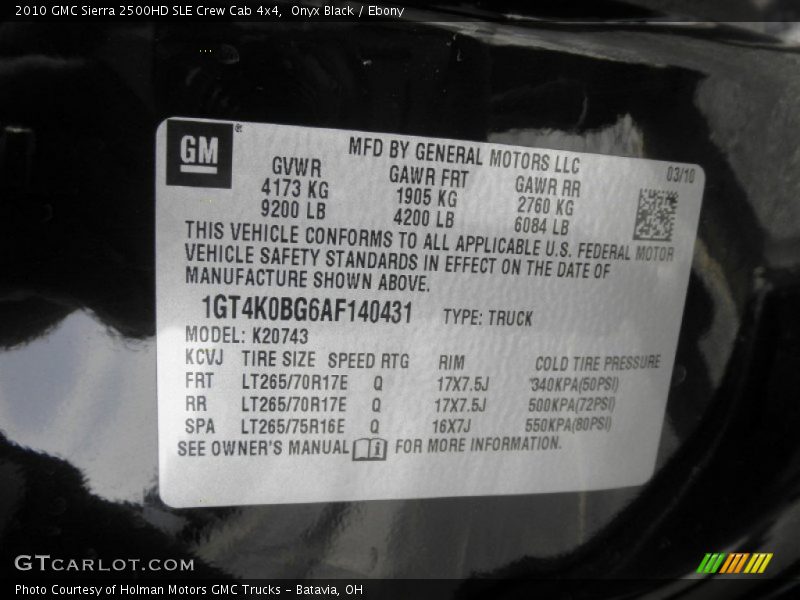 2010 GMC Sierra 2500HD SLE Crew Cab 4x4, Onyx Black / Ebony
GM®
MFD BY GENERAL MOTORS LLC
03/10
GVWR GAWR FRT GAWR RR
4173 KG 1905 KG 2760 KG
9200 LB 4200 LB 6084 LB
THIS VEHICLE CONFORMS TO ALL APPLICABLE U.S. FEDERAL MOTOR
VEHICLE SAFETY STANDARDS IN EFFECT ON THE DATE OF
MANUFACTURE SHOWN ABOVE.
1GT4K0BG6AF140431 TYPE: TRUCK
MODEL: K20743
KCVJ TIRE SIZE SPEED RTG RIM COLD TIRE PRESSURE
FRT LT265/70R17E Q 17X7.5J 340KPA(50PSI)
RR LT265/70R17E Q 17X7.5J 500KPA(72PSI)
SPA LT265/75R16E Q 16X7J 550KPA(80PSI)
SEE OWNER'S MANUAL FOR MORE INFORMATION.
GTCARLOT.COM
Photo Courtesy of Holman Motors GMC Trucks – Batavia, OH